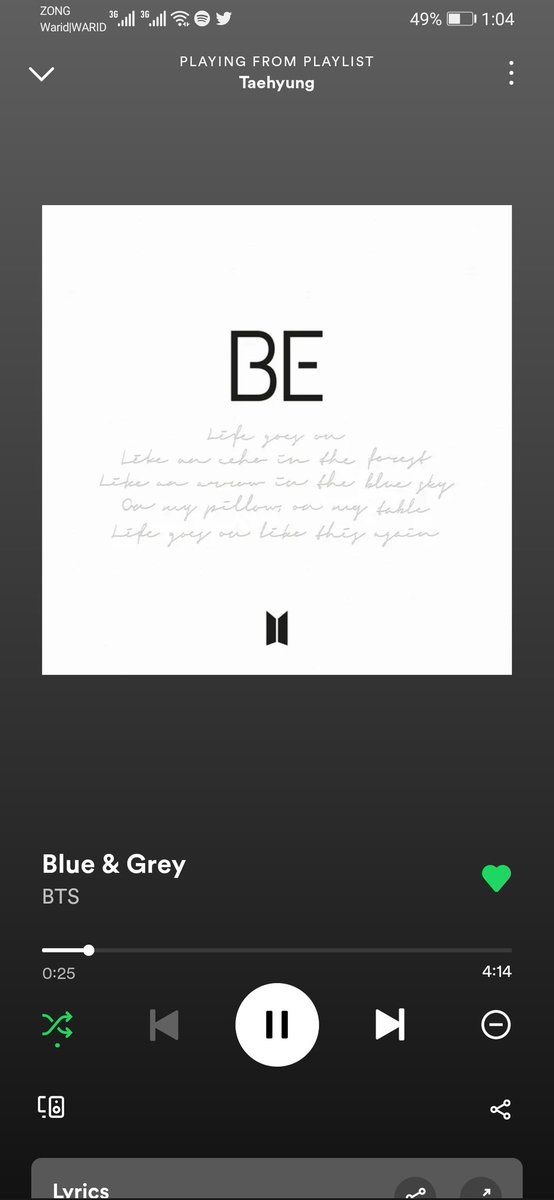 ZONG
Warid|WARID
3G 3G
49% 1:04
PLAYING FROM PLAYLIST
Taehyung
BE
Life goes on
Like an echo in the forest
Like an arrow in the blue sky
On my pillow, on my table
Life goes on like this again
Blue & Grey
BTS
0:25
4:14
Lyrics